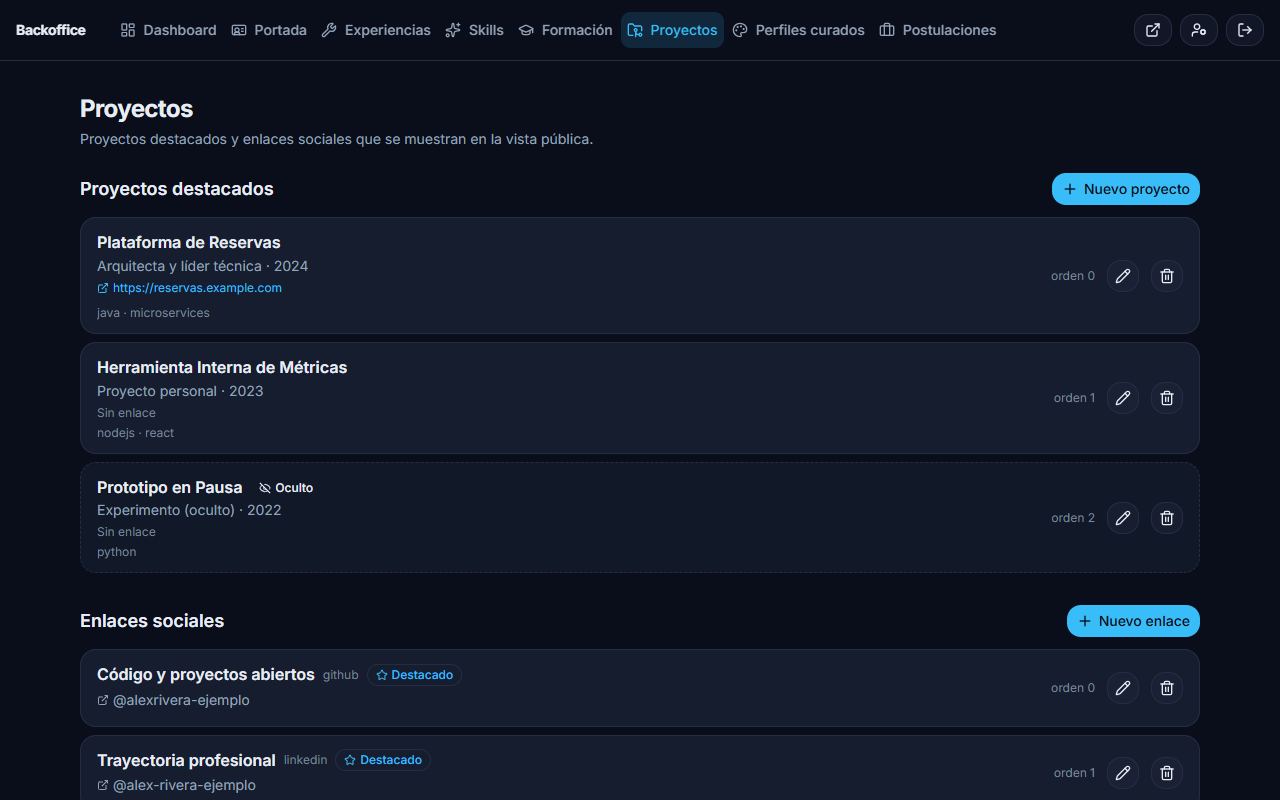 Backoffice Dashboard Portada Experiencias Skills Formación Proyectos Perfiles curados Postulaciones
Proyectos
Proyectos destacados y enlaces sociales que se muestran en la vista pública.
Proyectos destacados
Nuevo proyecto
Plataforma de Reservas
Arquitecta y líder técnica · 2024
https://reservas.example.com
java · microservices
orden 0
Herramienta Interna de Métricas
Proyecto personal · 2023
Sin enlace
nodejs · react
orden 1
Prototipo en Pausa Oculto
Experimento (oculto) · 2022
Sin enlace
python
orden 2
Enlaces sociales
Nuevo enlace
Código y proyectos abiertos github Destacado
@alexrivera-ejemplo
orden 0
Trayectoria profesional linkedin Destacado
@alex-rivera-ejemplo
orden 1